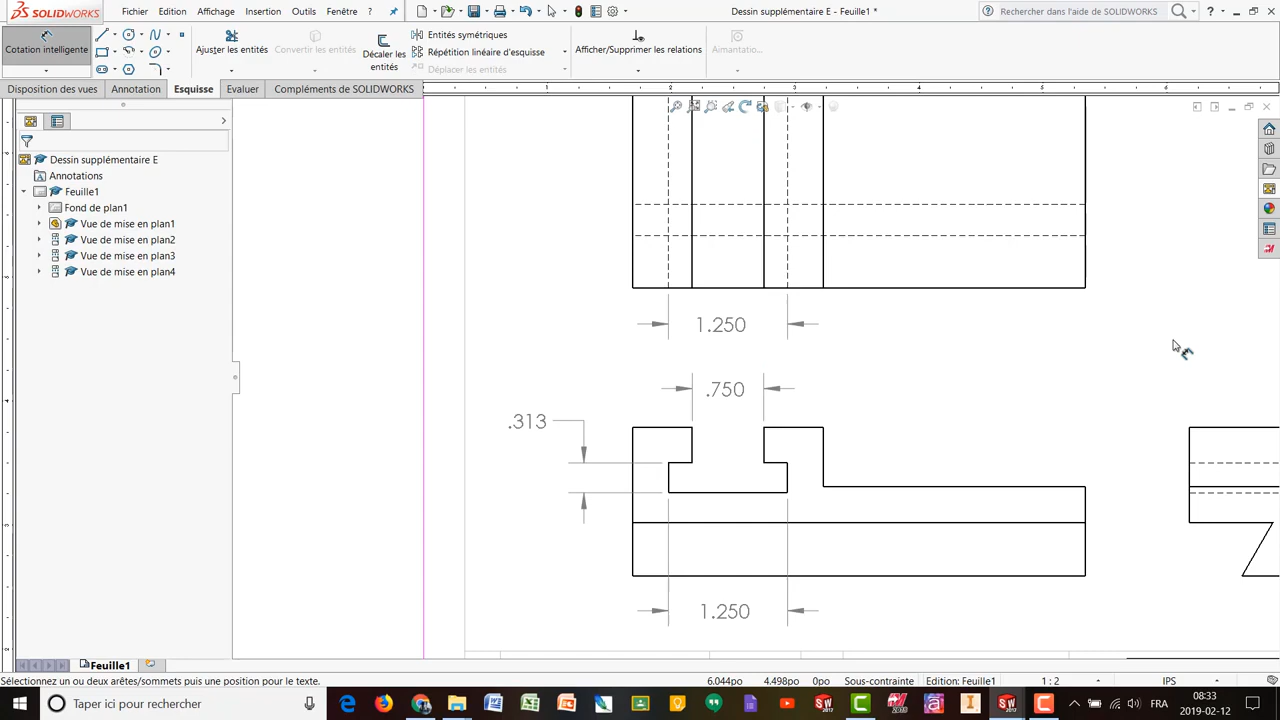 SOLIDWORKS
Fichier Edition Affichage Insertion Outils Fenêtre ?
Dessin supplémentaire E - Feuille1 *
Rechercher dans l'aide de SOLIDWORKS
?
Cotation intelligente
Ajuster les entités
Convertir les entités
Décaler les entités
Entités symétriques
Répétition linéaire d'esquisse
Déplacer les entités
Afficher/Supprimer les relations
Aimantation...
Disposition des vues
Annotation
Esquisse
Evaluer
Compléments de SOLIDWORKS
1 2 3 4 5 6
Dessin supplémentaire E
Annotations
Feuille1
Fond de plan1
Vue de mise en plan1
Vue de mise en plan2
Vue de mise en plan3
Vue de mise en plan4
1.250
.750
.313
1.250
Feuille1
Sélectionnez un ou deux arêtes/sommets puis une position pour le texte.
6.044po 4.498po 0po Sous-contrainte Edition: Feuille1 1 : 2 IPS
Taper ici pour rechercher
FRA
08:33
2019-02-12